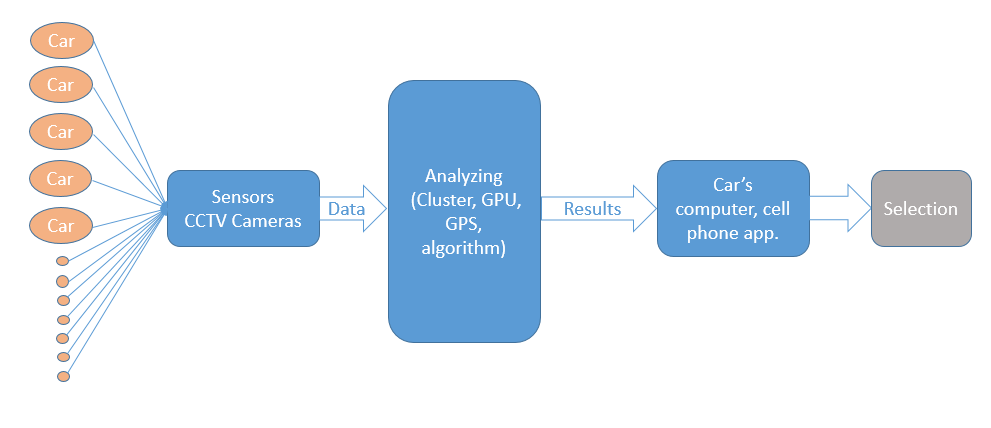 Car
Car
Car
Car
Car
Sensors
CCTV Cameras
Data
Analyzing
(Cluster, GPU,
GPS,
algorithm)
Results
Car’s
computer, cell
phone app.
Selection